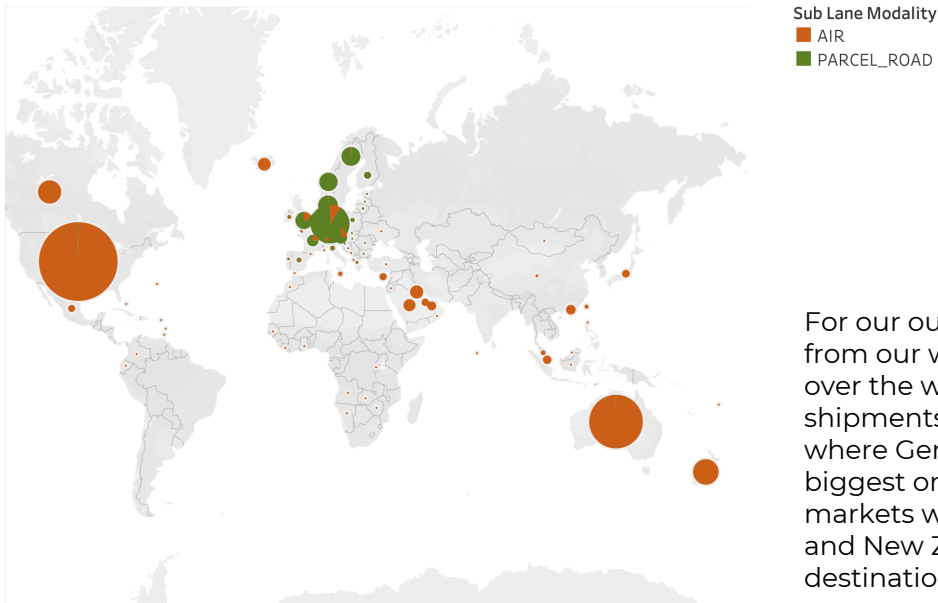 Sub Lane Modality
AIR
PARCEL_ROAD
For our ou
from our w
over the w
shipments
where Ger
biggest or
markets w
and New Z
destinatio